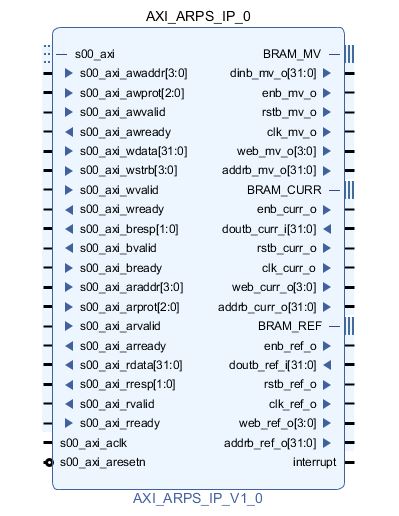 AXI_ARPS_IP_0
s00_axi BRAM_MV
s00_axi_awaddr[3:0] dinb_mv_o[31:0]
s00_axi_awprot[2:0] enb_mv_o
s00_axi_awvalid rstb_mv_o
s00_axi_awready clk_mv_o
s00_axi_wdata[31:0] web_mv_o[3:0]
s00_axi_wstrb[3:0] addrb_mv_o[31:0]
s00_axi_wvalid BRAM_CURR
s00_axi_wready enb_curr_o
s00_axi_bresp[1:0] doutb_curr_i[31:0]
s00_axi_bvalid rstb_curr_o
s00_axi_bready clk_curr_o
s00_axi_araddr[3:0] web_curr_o[3:0]
s00_axi_arprot[2:0] addrb_curr_o[31:0]
s00_axi_arvalid BRAM_REF
s00_axi_arready enb_ref_o
s00_axi_rdata[31:0] doutb_ref_i[31:0]
s00_axi_rresp[1:0] rstb_ref_o
s00_axi_rvalid clk_ref_o
s00_axi_rready web_ref_o[3:0]
s00_axi_aclk addrb_ref_o[31:0]
s00_axi_aresetn interrupt
AXI_ARPS_IP_V1_0